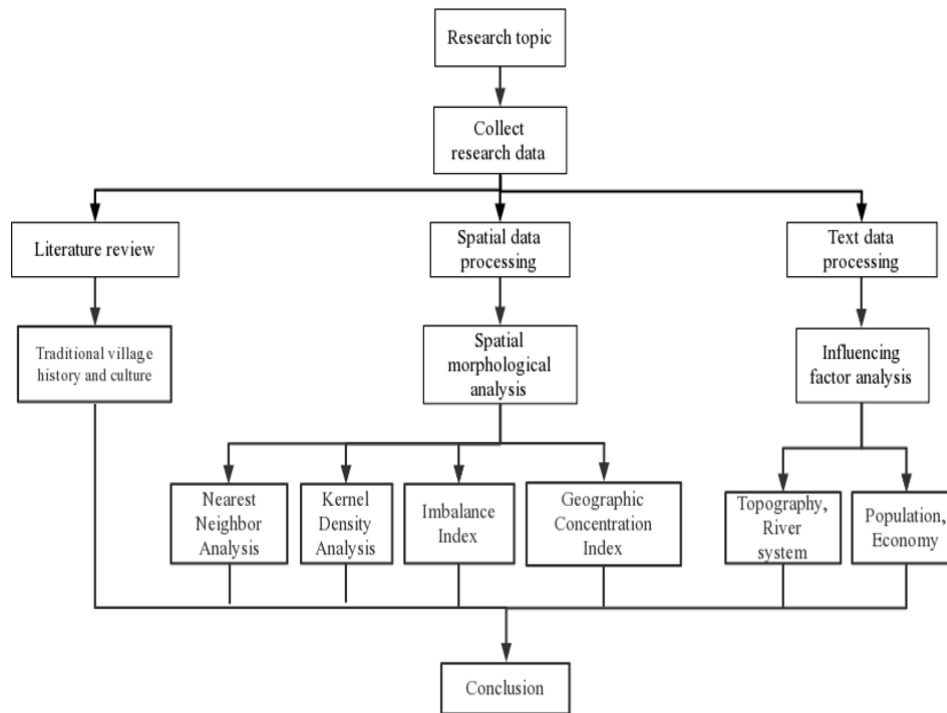 Research topic
Collect
research data
Literature review
Spatial data
processing
Text data
processing
Traditional village
history and culture
Spatial
morphological
analysis
Influencing
factor analysis
Nearest
Neighbor
Analysis
Kernel
Density
Analysis
Imbalance
Index
Geographic
Concentration
Index
Topography,
River
system
Population,
Economy
Conclusion